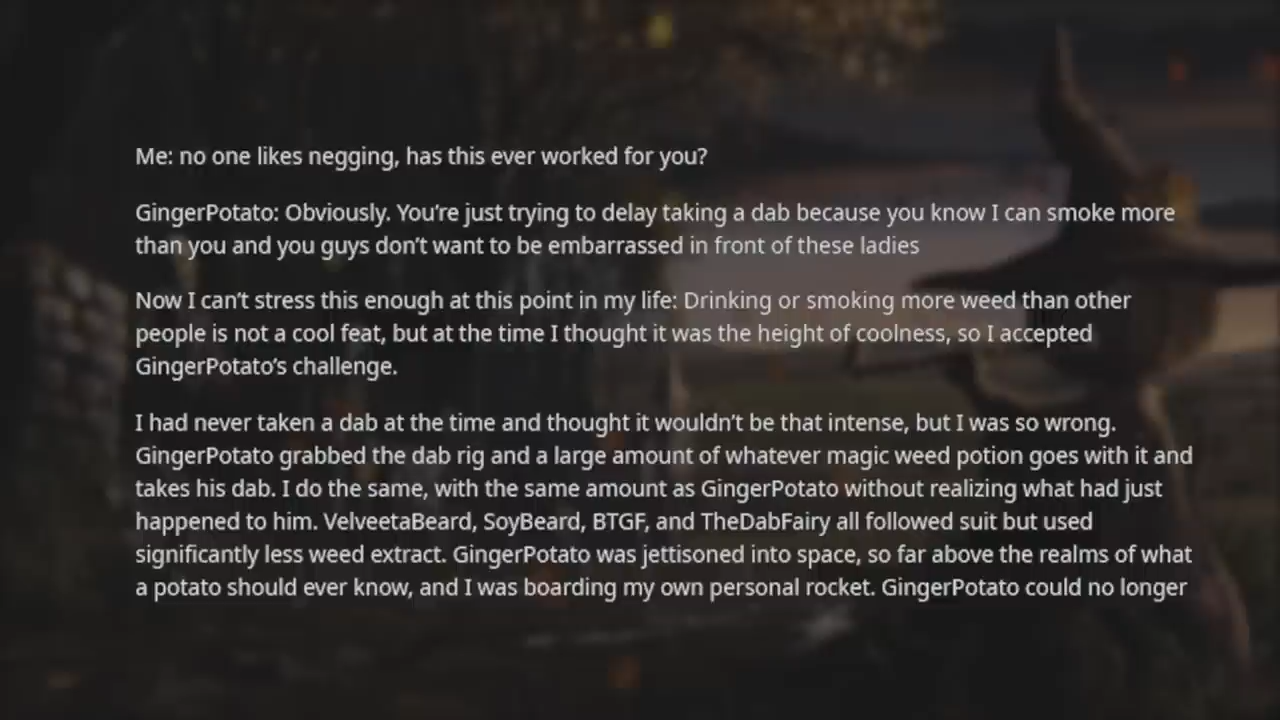 Me: no one likes negging, has this ever worked for you?
GingerPotato: Obviously. You’re just trying to delay taking a dab because you know I can smoke more
than you and you guys don’t want to be embarrassed in front of these ladies
Now I can’t stress this enough at this point in my life: Drinking or smoking more weed than other
people is not a cool feat, but at the time I thought it was the height of coolness, so I accepted
GingerPotato’s challenge.
I had never taken a dab at the time and thought it wouldn’t be that intense, but I was so wrong.
GingerPotato grabbed the dab rig and a large amount of whatever magic weed potion goes with it and
takes his dab. I do the same, with the same amount as GingerPotato without realizing what had just
happened to him. VelveetaBeard, SoyBeard, BTGF, and TheDabFairy all followed suit but used
significantly less weed extract. GingerPotato was jettisoned into space, so far above the realms of what
a potato should ever know, and I was boarding my own personal rocket. GingerPotato could no longer